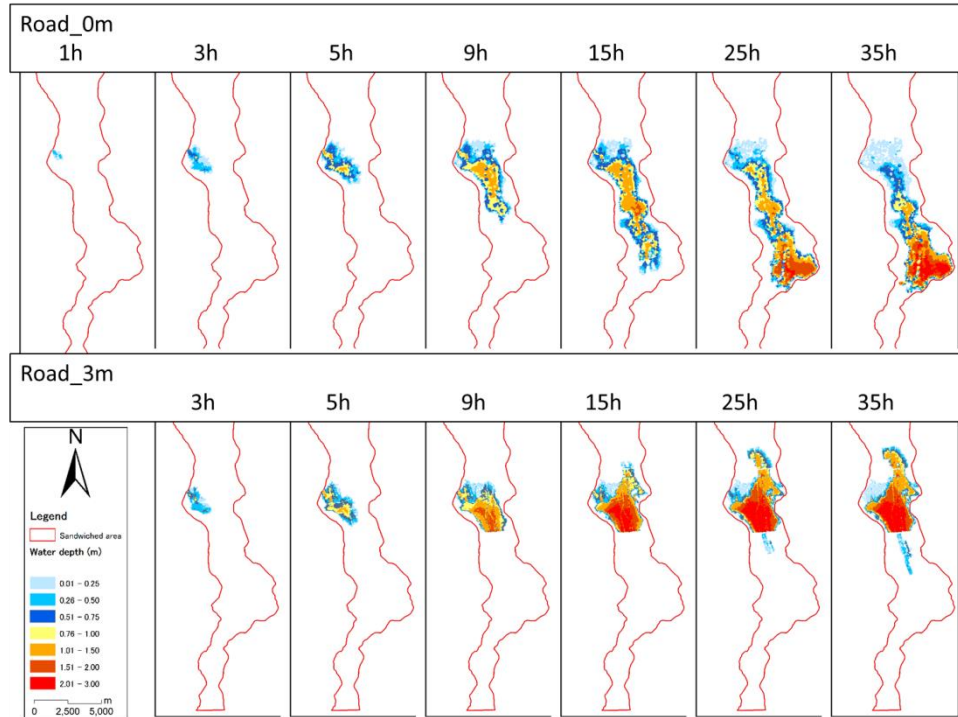 Road_0m
1h 3h 5h 9h 15h 25h 35h
Road_3m
3h 5h 9h 15h 25h 35h
N
Legend
Sandwiched area
Water depth (m)
0.01 - 0.25
0.26 - 0.50
0.51 - 0.75
0.76 - 1.00
1.01 - 1.50
1.51 - 2.00
2.01 - 3.00
m
0 2,500 5,000